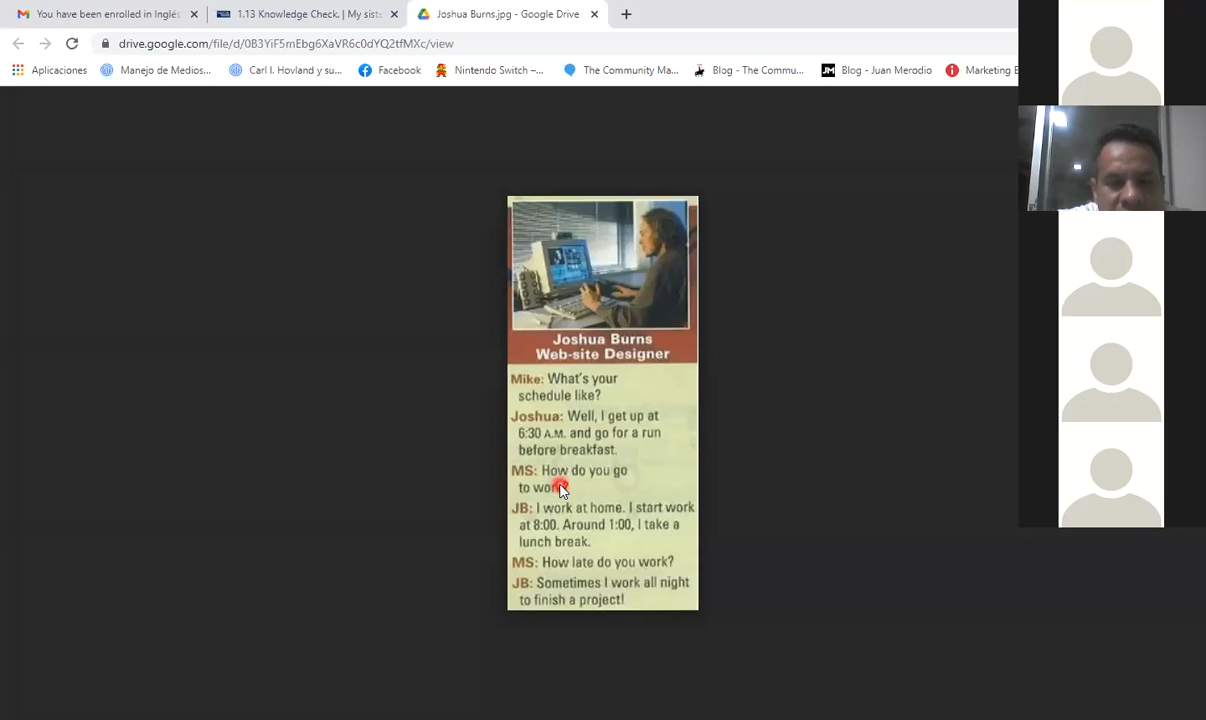 You have been enrolled in Inglés
1.13 Knowledge Check. | My sist
Joshua Burns.jpg - Google Drive
drive.google.com/file/d/0B3YiF5mEbg6XaVR6c0dYQ2tfMXc/view
Aplicaciones
Manejo de Medios...
Carl I. Hovland y su...
Facebook
Nintendo Switch –...
The Community Ma...
Blog - The Commu...
JM
Blog - Juan Merodio
Marketing E
Joshua Burns
Web-site Designer
Mike: What's your
schedule like?
Joshua: Well, I get up at
6:30 A.M. and go for a run
before breakfast.
MS: How do you go
to
JB: I work at home. I start work
at 8:00. Around 1:00, I take a
lunch break.
MS: How late do you work?
JB: Sometimes I work all night
to finish a project!